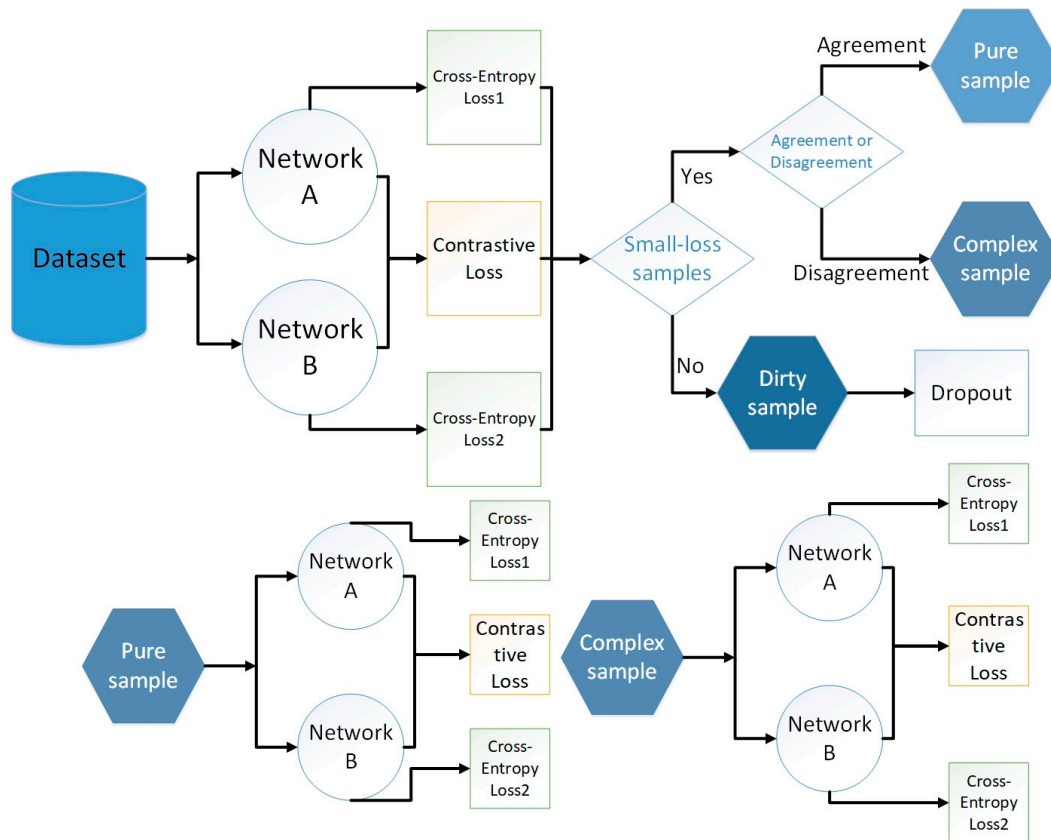 Dataset
Network
A
Network
B
Cross-Entropy
Loss1
Contrastive
Loss
Cross-Entropy
Loss2
Small-loss
samples
Yes
No
Agreement or
Disagreement
Agreement
Disagreement
Pure
sample
Complex
sample
Dirty
sample
Dropout
Pure
sample
Network
A
Network
B
Cross-
Entropy
Loss1
Contras
tive
Loss
Cross-
Entropy
Loss2
Complex
sample
Network
A
Network
B
Cross-
Entropy
Loss1
Contras
tive
Loss
Cross-
Entropy
Loss2